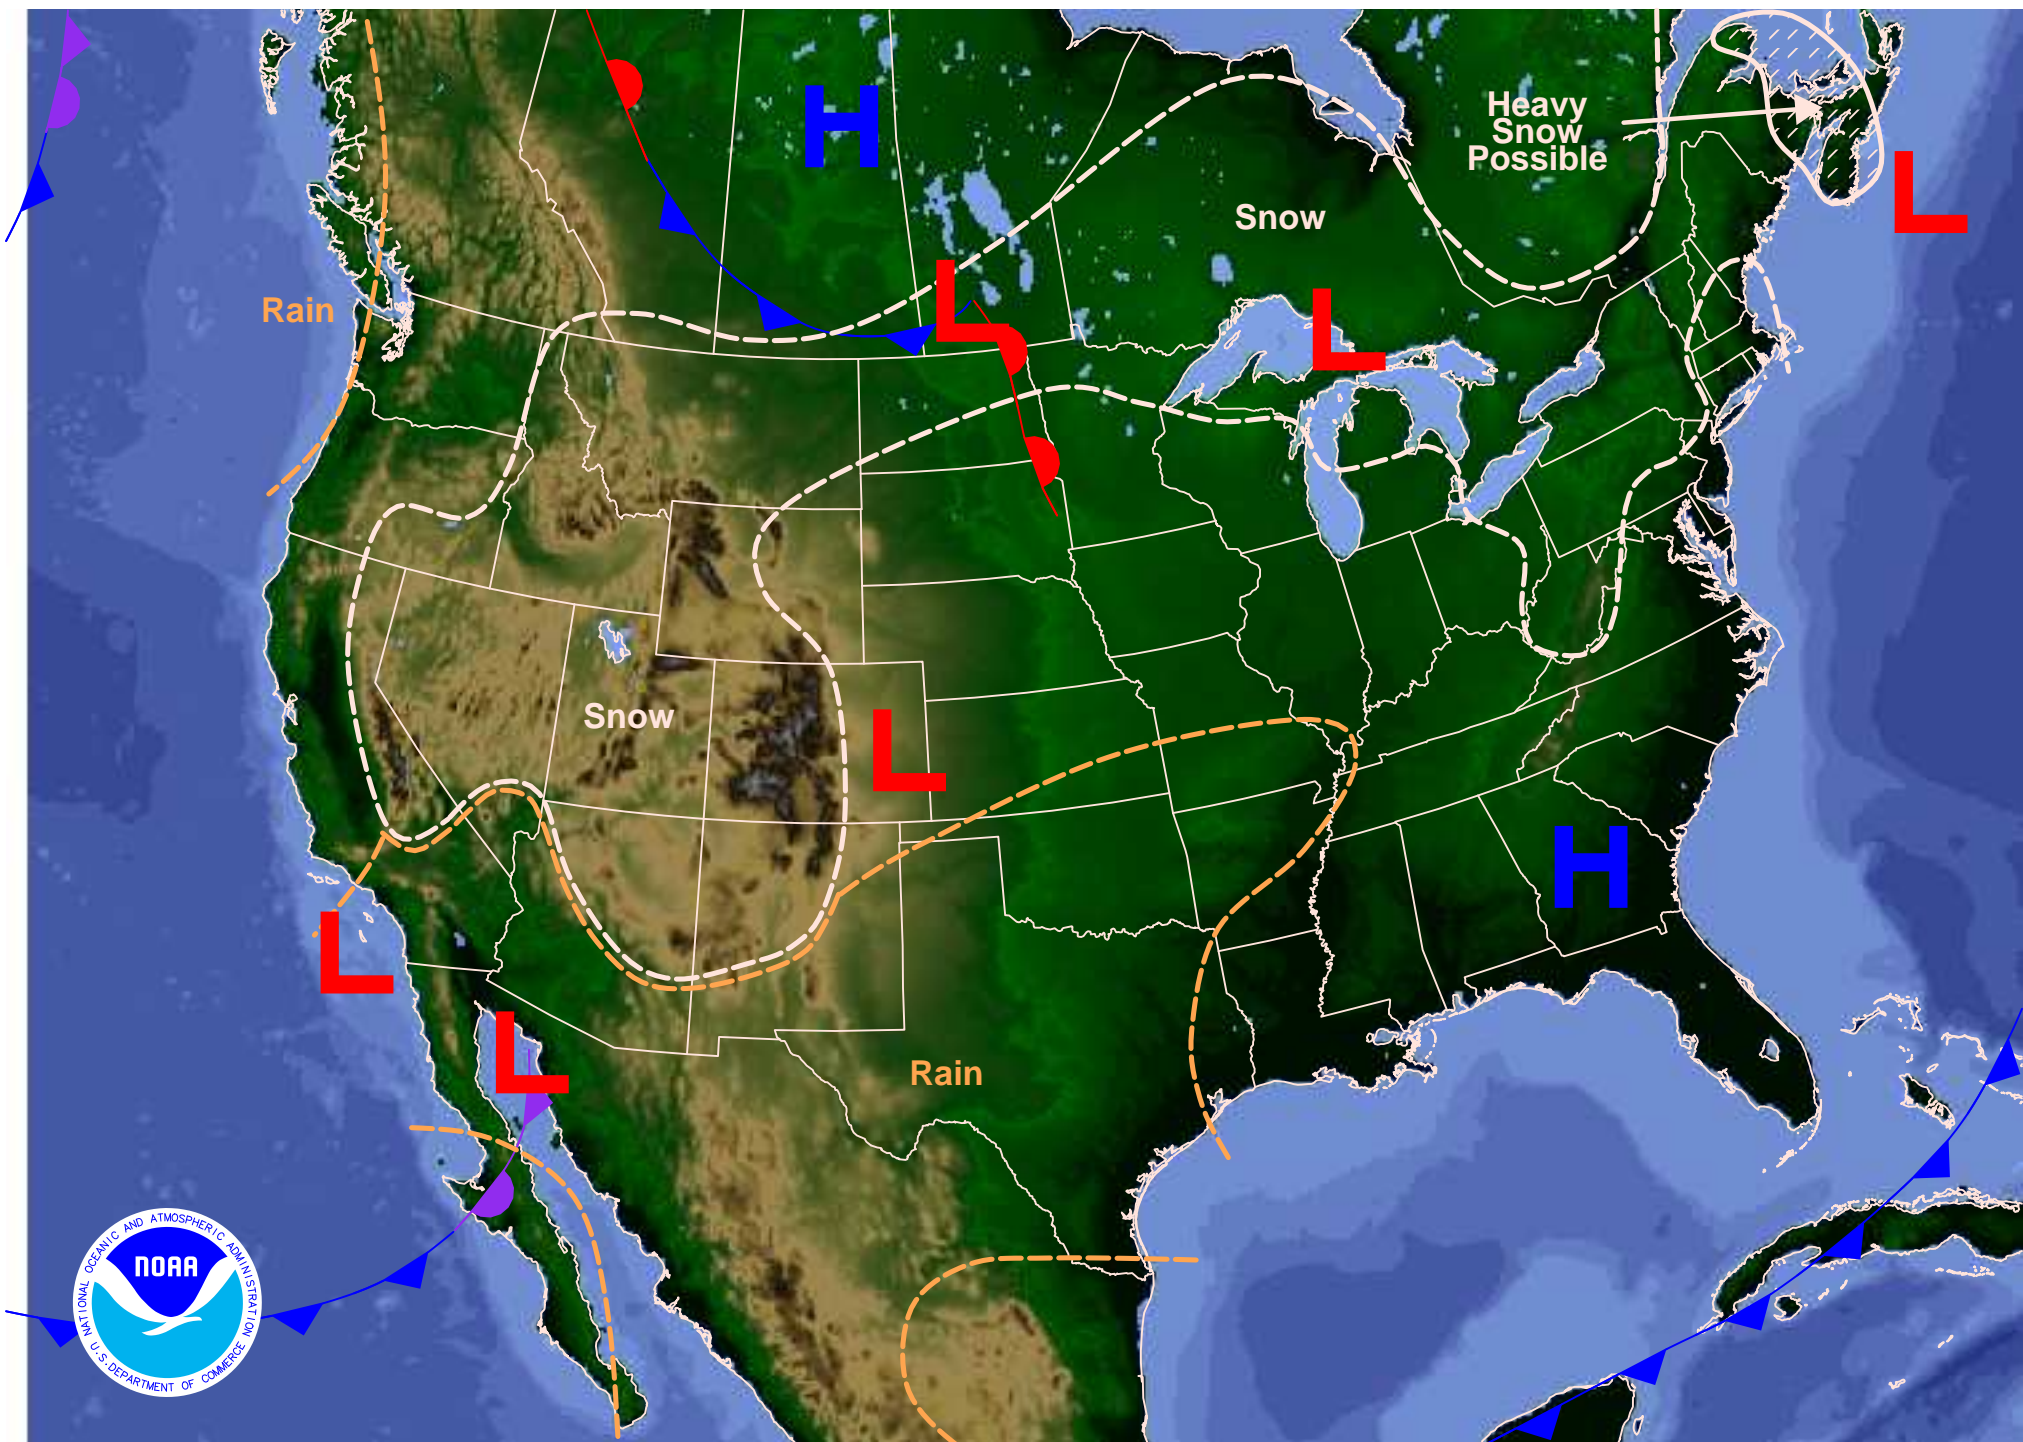 H
Heavy
Snow
Possible
L
Snow
L
Rain
L
Snow
L
H
L
L
Rain
NOAA
NATIONAL OCEANIC AND ATMOSPHERIC ADMINISTRATION
U.S. DEPARTMENT OF COMMERCE